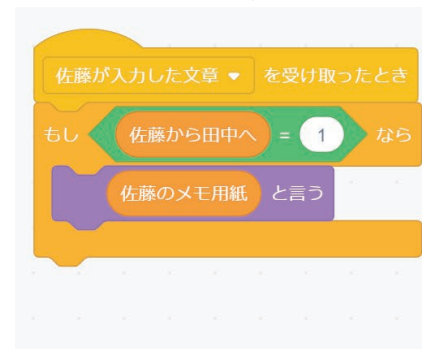 佐藤が入力した文章 を受け取ったとき
もし 佐藤から田中へ = 1 なら
佐藤のメモ用紙 と言う